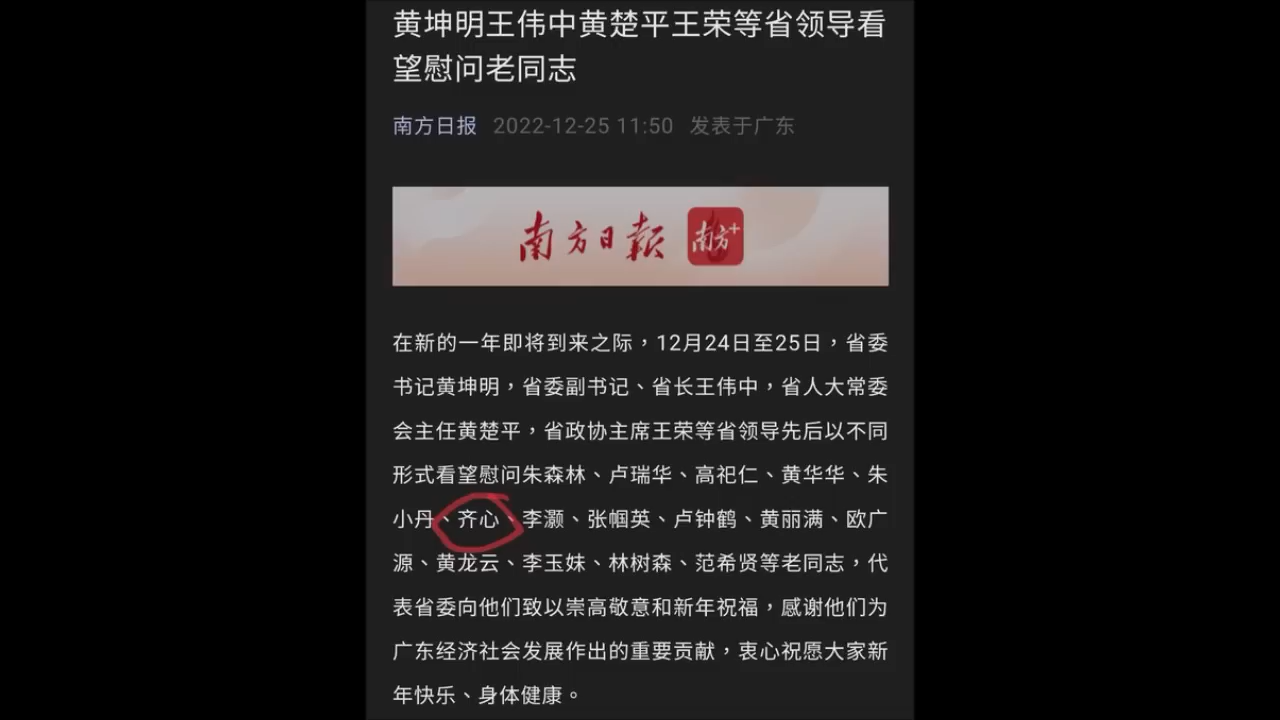 黄坤明王伟中黄楚平王荣等省领导看
望慰问老同志
南方日报 2022-12-25 11:50 发表于广东
南方日报 南方+
在新的一年即将到来之际，12月24日至25日，省委
书记黄坤明，省委副书记、省长王伟中，省人大常委
会主任黄楚平，省政协主席王荣等省领导先后以不同
形式看望慰问朱森林、卢瑞华、高祀仁、黄华华、朱
小丹、齐心、李灏、张帼英、卢钟鹤、黄丽满、欧广
源、黄龙云、李玉妹、林树森、范希贤等老同志，代
表省委向他们致以崇高敬意和新年祝福，感谢他们为
广东经济社会发展作出的重要贡献，衷心祝愿大家新
年快乐、身体健康。